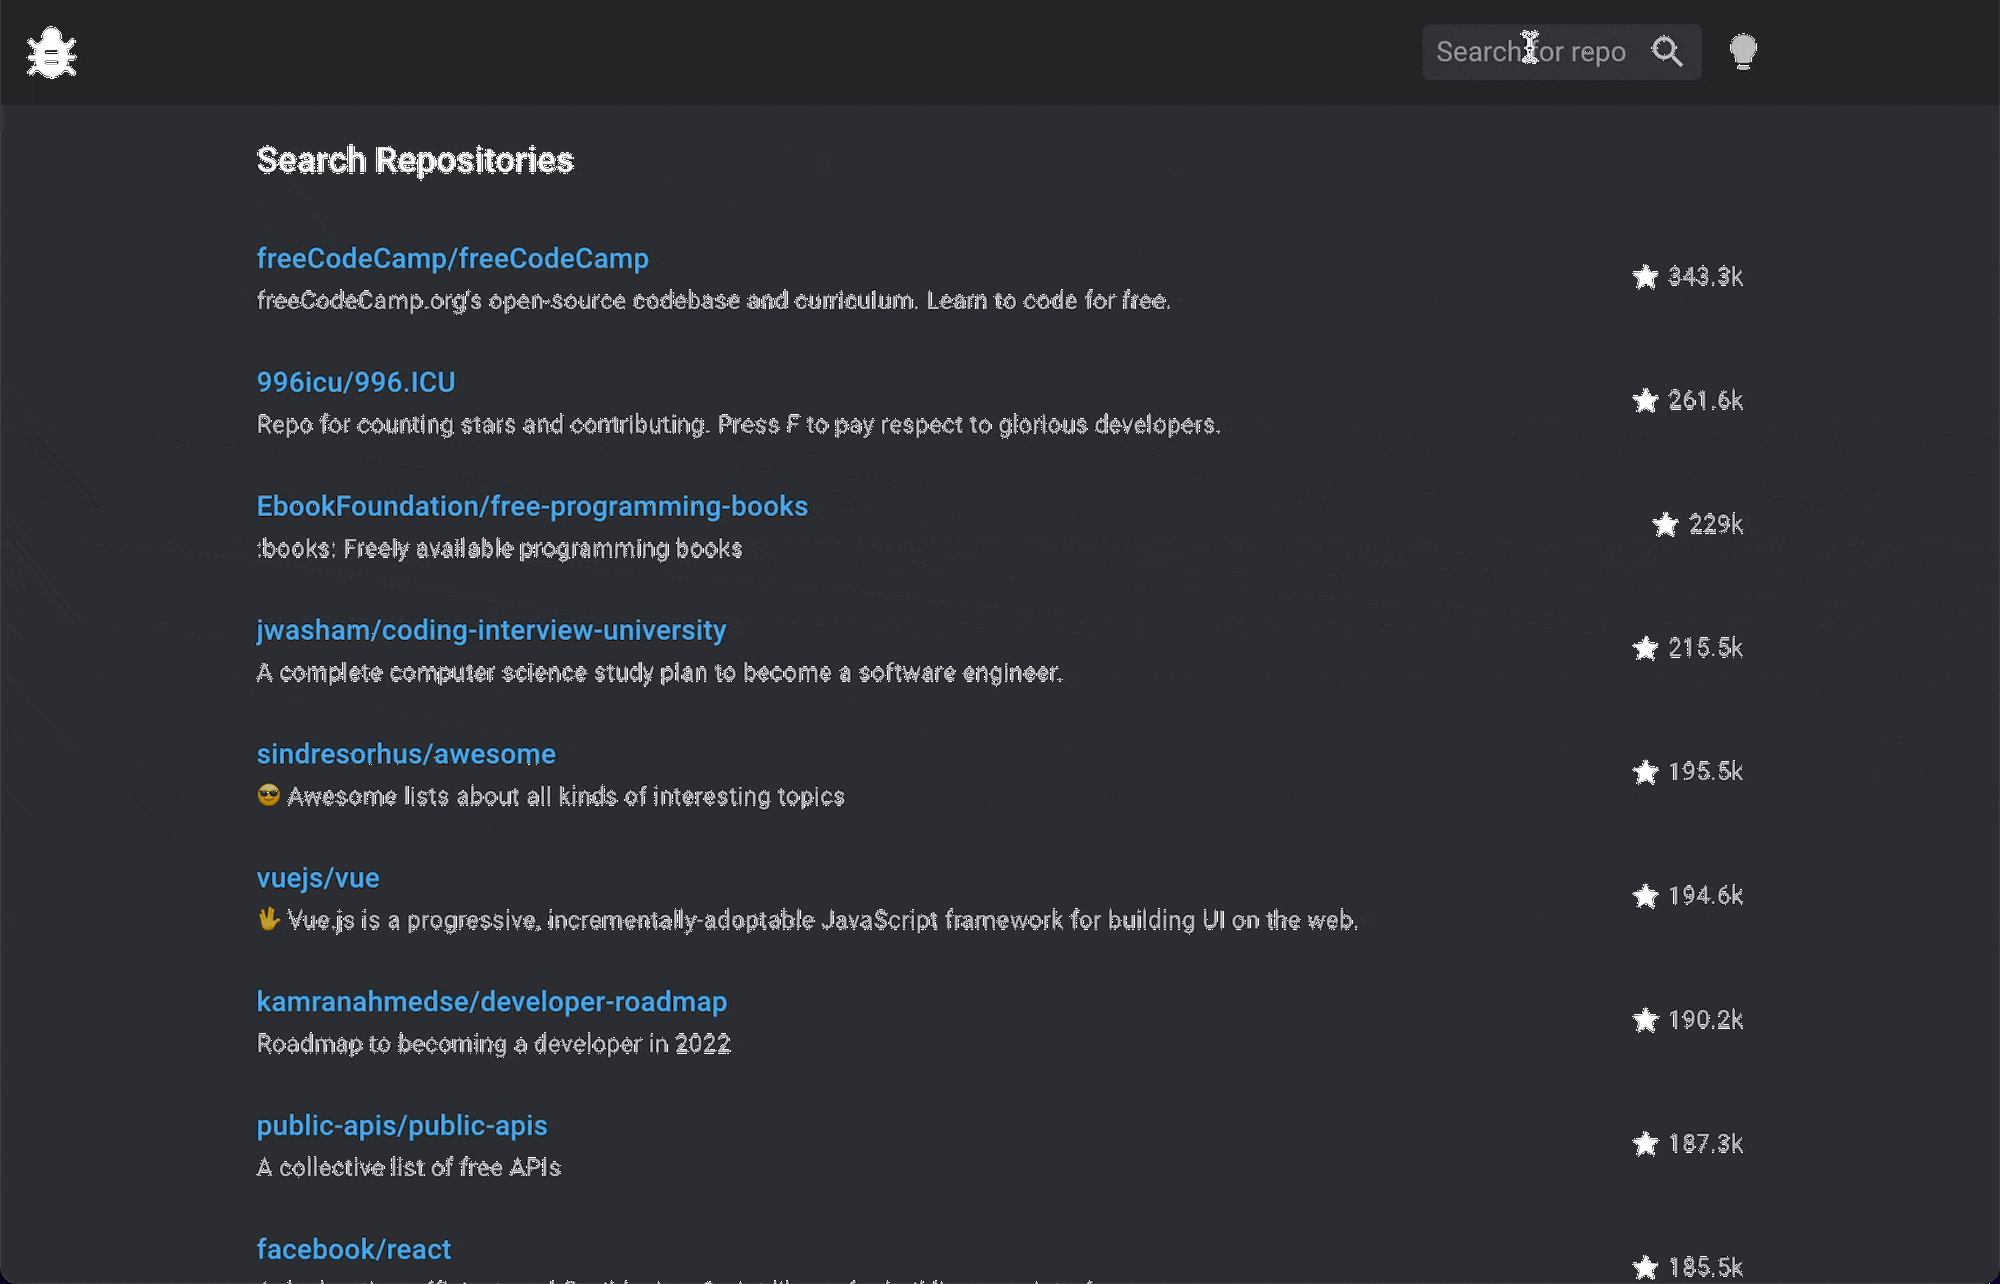 Search for repo
Search Repositories
freeCodeCamp/freeCodeCamp
343.3k
freeCodeCamp.org's open-source codebase and curriculum. Learn to code for free.
996icu/996.ICU
261.6k
Repo for counting stars and contributing. Press F to pay respect to glorious developers.
EbookFoundation/free-programming-books
229k
:books: Freely available programming books
jwasham/coding-interview-university
215.5k
A complete computer science study plan to become a software engineer.
sindresorhus/awesome
195.5k
😎 Awesome lists about all kinds of interesting topics
vuejs/vue
194.6k
🖖 Vue.js is a progressive, incrementally-adoptable JavaScript framework for building UI on the web.
kamranahmedse/developer-roadmap
190.2k
Roadmap to becoming a developer in 2022
public-apis/public-apis
187.3k
A collective list of free APIs
facebook/react
185.5k